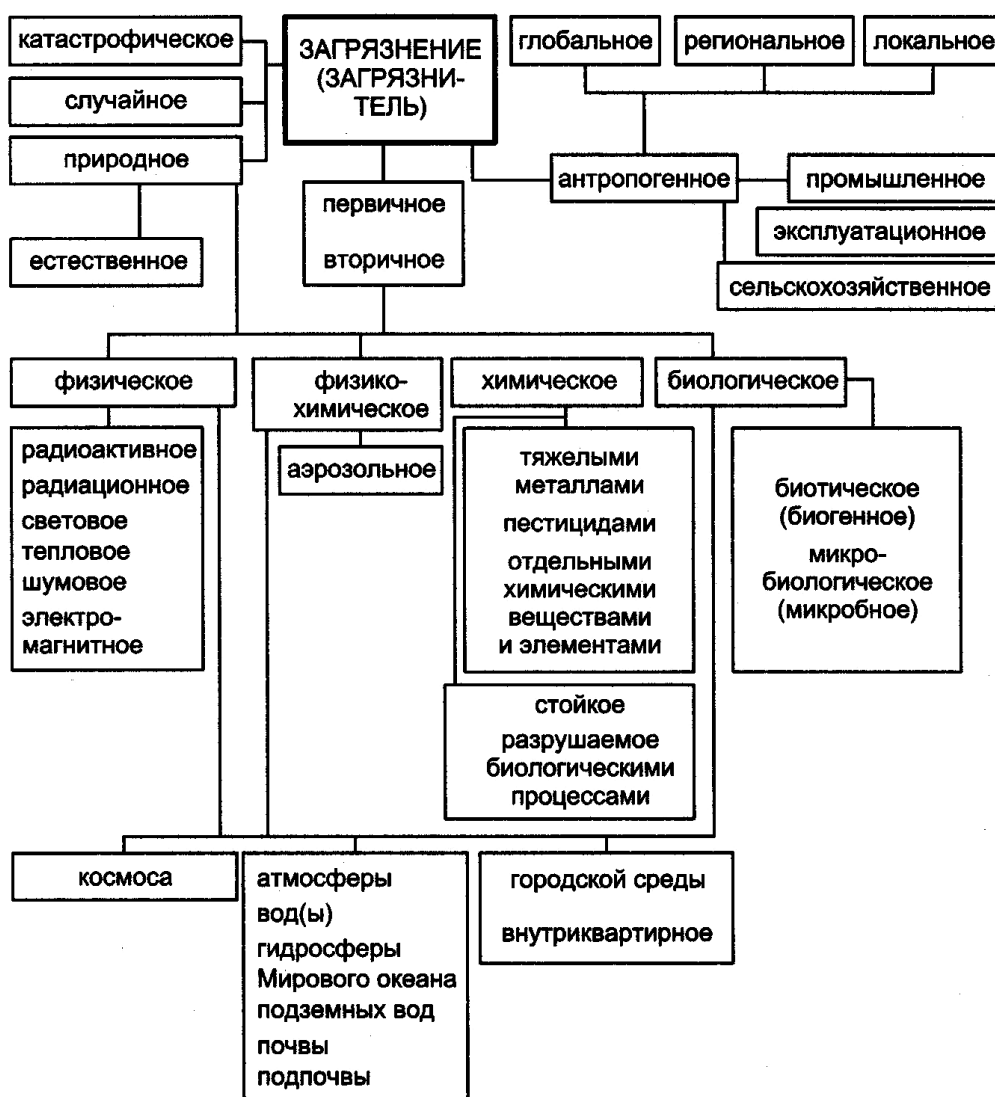 катастрофическое
случайное
природное
естественное
ЗАГРЯЗНЕНИЕ
(ЗАГРЯЗНИ-
ТЕЛЬ)
глобальное
региональное
локальное
антропогенное
промышленное
эксплуатационное
сельскохозяйственное
первичное
вторичное
физическое
физико-
химическое
химическое
биологическое
радиоактивное
радиационное
световое
тепловое
шумовое
электро-
магнитное
аэрозольное
тяжелыми
металлами
пестицидами
отдельными
химическими
веществами
и элементами
биотическое
(биогенное)
микро-
биологическое
(микробное)
стойкое
разрушаемое
биологическими
процессами
космоса
атмосферы
вод(ы)
гидросферы
Мирового океана
подземных вод
почвы
подпочвы
городской среды
внутриквартирное